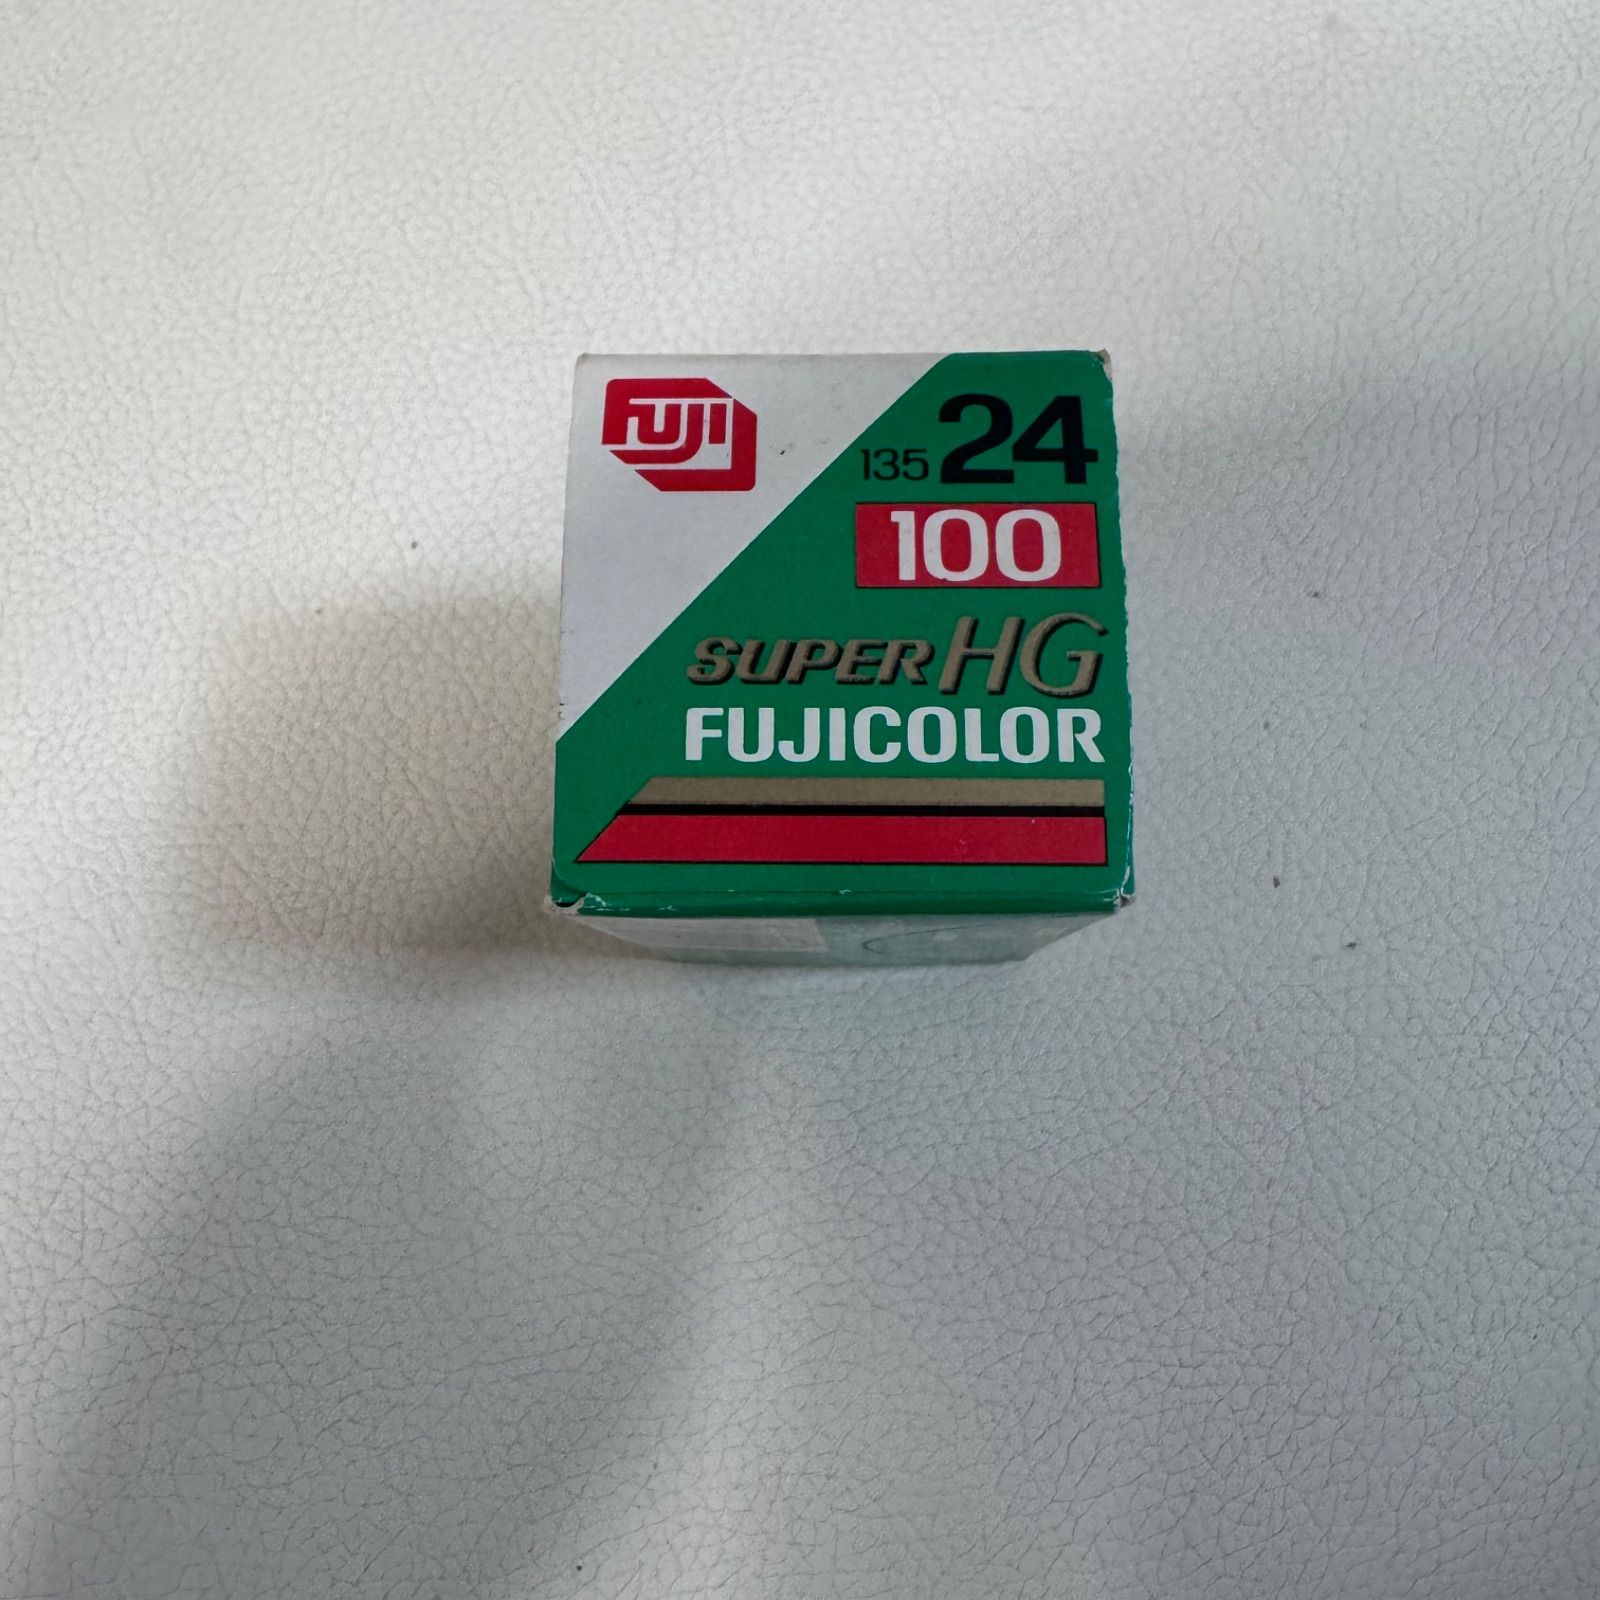 FUJI
135 24
100
SUPER HG
FUJICOLOR